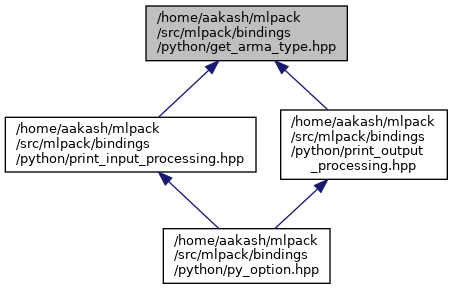 /home/aakash/mlpack
/src/mlpack/bindings
/python/get_arma_type.hpp
/home/aakash/mlpack
/src/mlpack/bindings
/python/print_input_processing.hpp
/home/aakash/mlpack
/src/mlpack/bindings
/python/print_output
_processing.hpp
/home/aakash/mlpack
/src/mlpack/bindings
/python/py_option.hpp